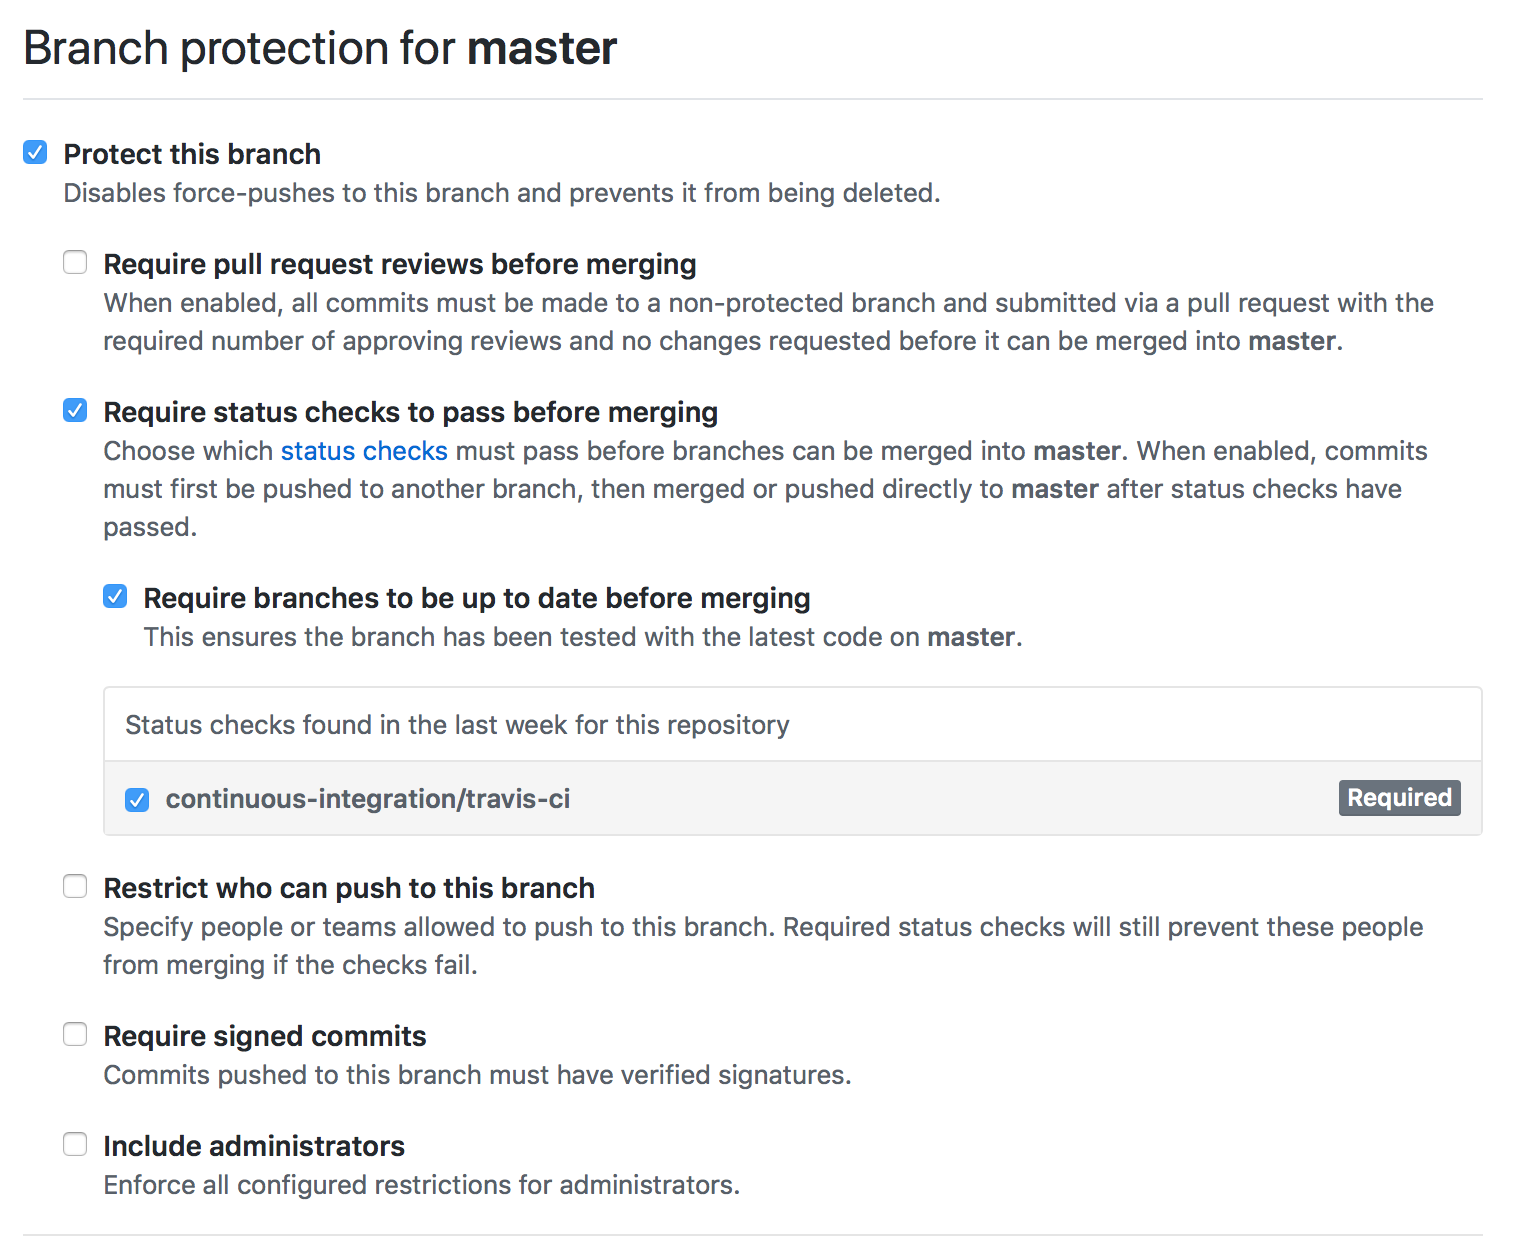 Branch protection for master
Protect this branch
Disables force-pushes to this branch and prevents it from being deleted.
Require pull request reviews before merging
When enabled, all commits must be made to a non-protected branch and submitted via a pull request with the
required number of approving reviews and no changes requested before it can be merged into master.
Require status checks to pass before merging
Choose which status checks must pass before branches can be merged into master. When enabled, commits
must first be pushed to another branch, then merged or pushed directly to master after status checks have
passed.
Require branches to be up to date before merging
This ensures the branch has been tested with the latest code on master.
Status checks found in the last week for this repository
continuous-integration/travis-ci Required
Restrict who can push to this branch
Specify people or teams allowed to push to this branch. Required status checks will still prevent these people
from merging if the checks fail.
Require signed commits
Commits pushed to this branch must have verified signatures.
Include administrators
Enforce all configured restrictions for administrators.